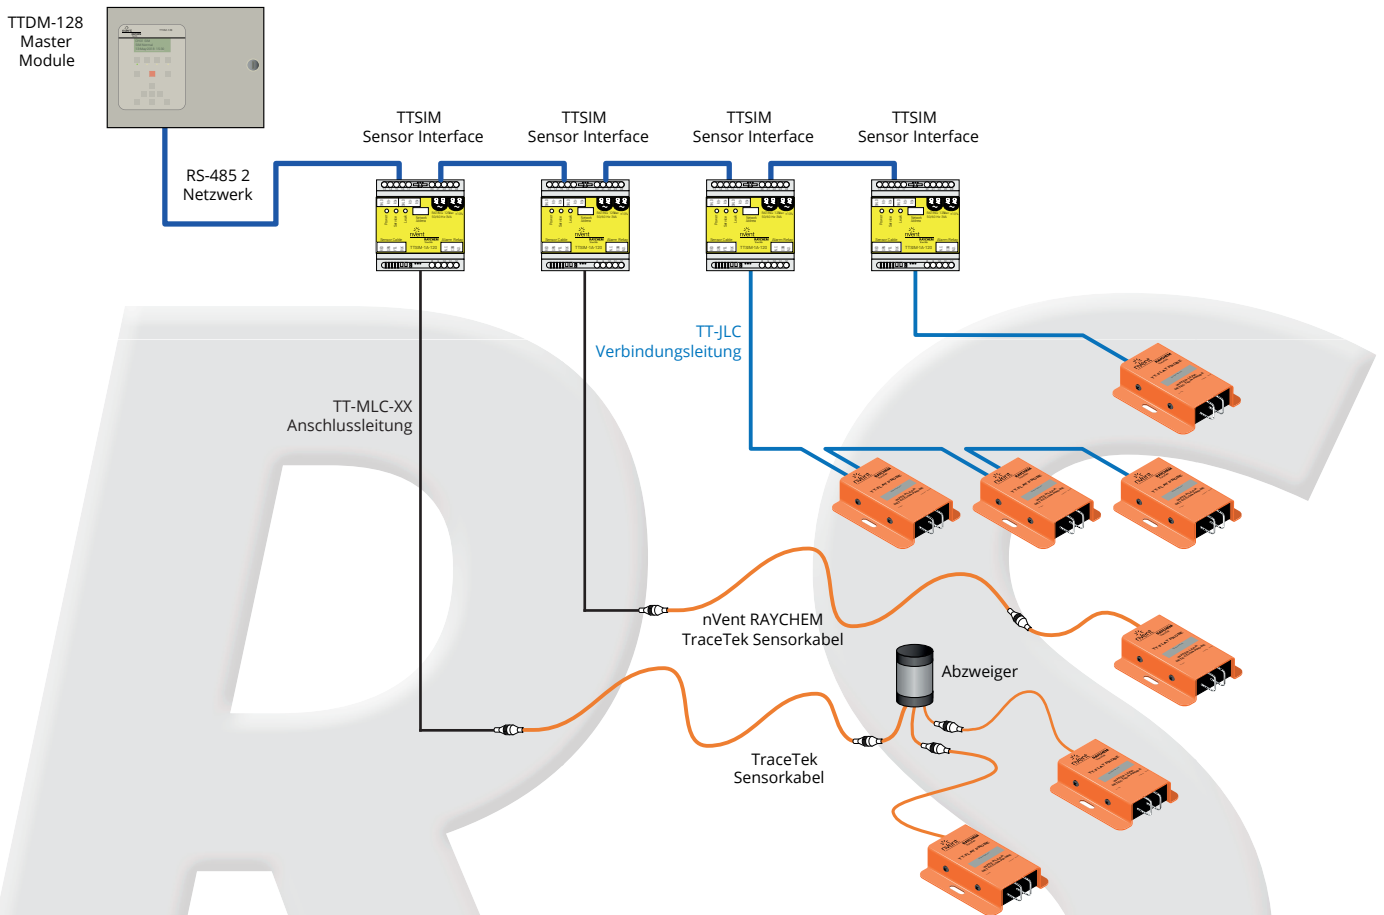 TTDM-128
Master
Module
RS-485 2
Netzwerk
TTSIM
Sensor Interface
TTSIM
Sensor Interface
TTSIM
Sensor Interface
TTSIM
Sensor Interface
TT-JLC
Verbindungsleitung
TT-MLC-XX
Anschlussleitung
nVent RAYCHEM
TraceTek Sensorkabel
Abzweiger
TraceTek
Sensorkabel